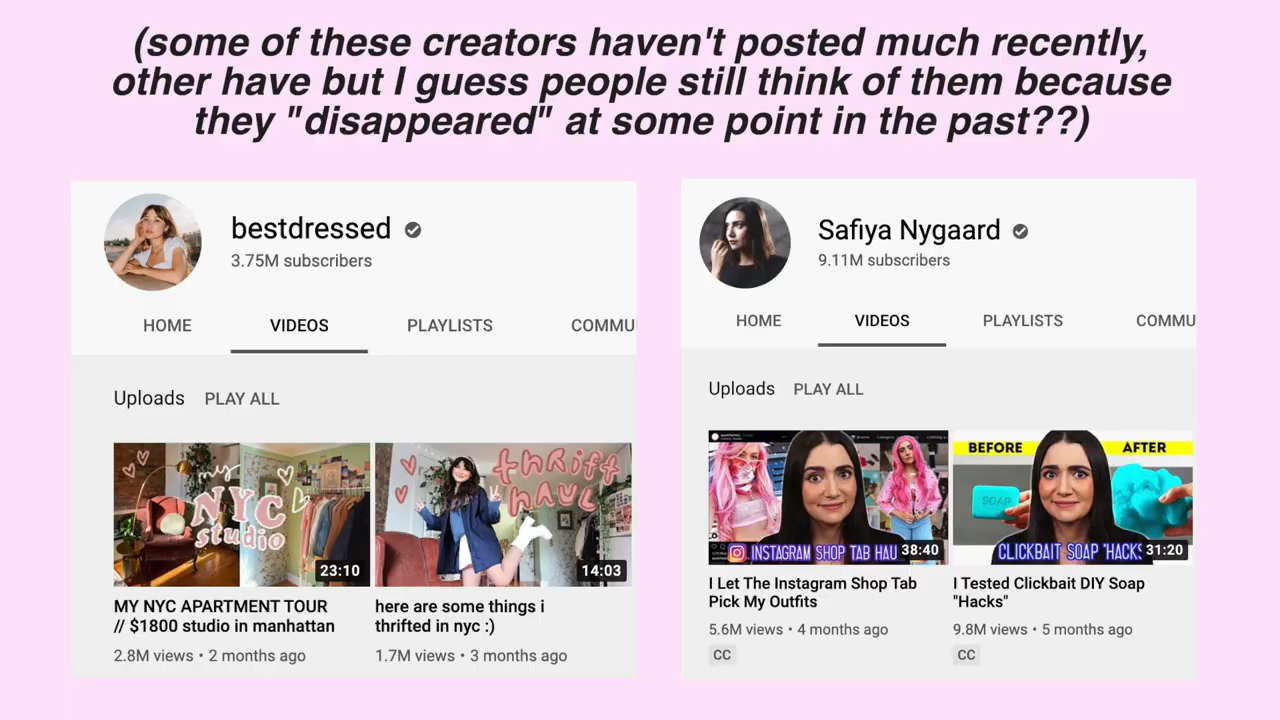 (some of these creators haven't posted much recently,
other have but I guess people still think of them because
they "disappeared" at some point in the past??)
bestdressed
3.75M subscribers
HOME VIDEOS PLAYLISTS COMMU
Uploads PLAY ALL
my
NYC
studio
23:10
thrift
haul
14:03
MY NYC APARTMENT TOUR
// $1800 studio in manhattan
2.8M views • 2 months ago
here are some things i
thrifted in nyc :)
1.7M views • 3 months ago
Safiya Nygaard
9.11M subscribers
HOME VIDEOS PLAYLISTS COMMU
Uploads PLAY ALL
INSTAGRAM SHOP TAB HAU
38:40
BEFORE AFTER
SOAP
CLICKBAIT SOAP "HACKS
31:20
I Let The Instagram Shop Tab
Pick My Outfits
5.6M views • 4 months ago
CC
I Tested Clickbait DIY Soap
"Hacks"
9.8M views • 5 months ago
CC